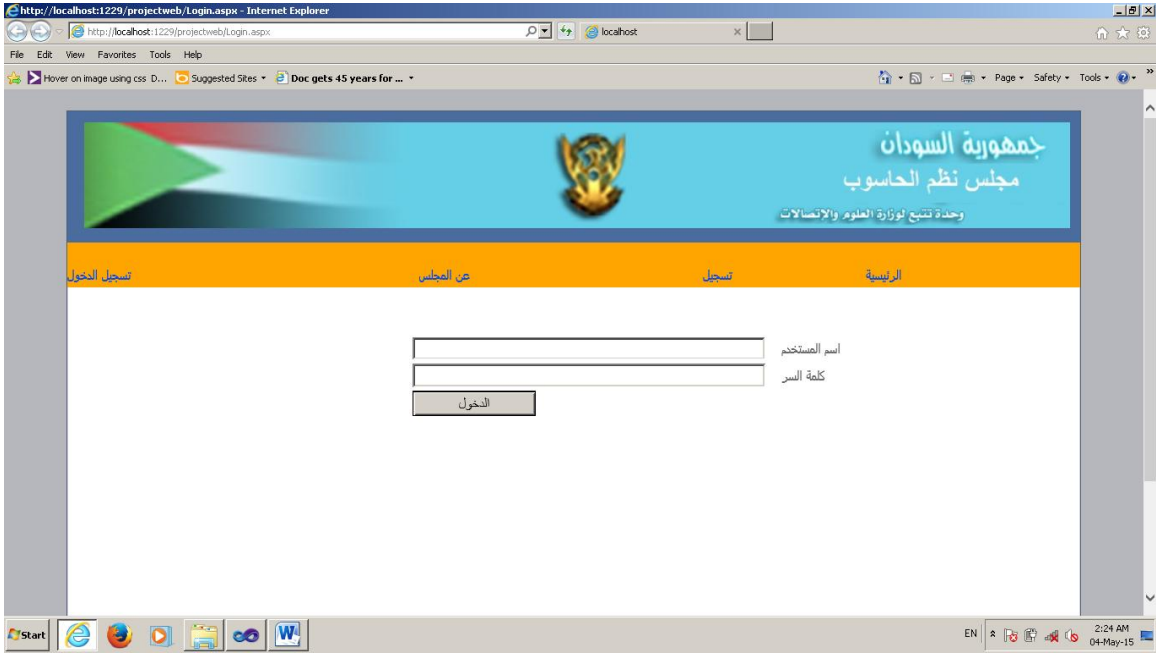 http://localhost:1229/projectweb/Login.aspx - Internet Explorer
http://localhost:1229/projectweb/Login.aspx
localhost
File Edit View Favorites Tools Help
Hover on image using css D... Suggested Sites Doc gets 45 years for ... Page Safety Tools
جمهورية السودان
مجلس نظم الحاسوب
وحدة تتبع لوزارة العلوم والإتصالات
الرئيسية تسجيل عن المجلس تسجيل الدخول
اسم المستخدم
كلمة السر
الدخول
Start EN 2:24 AM
04-May-15